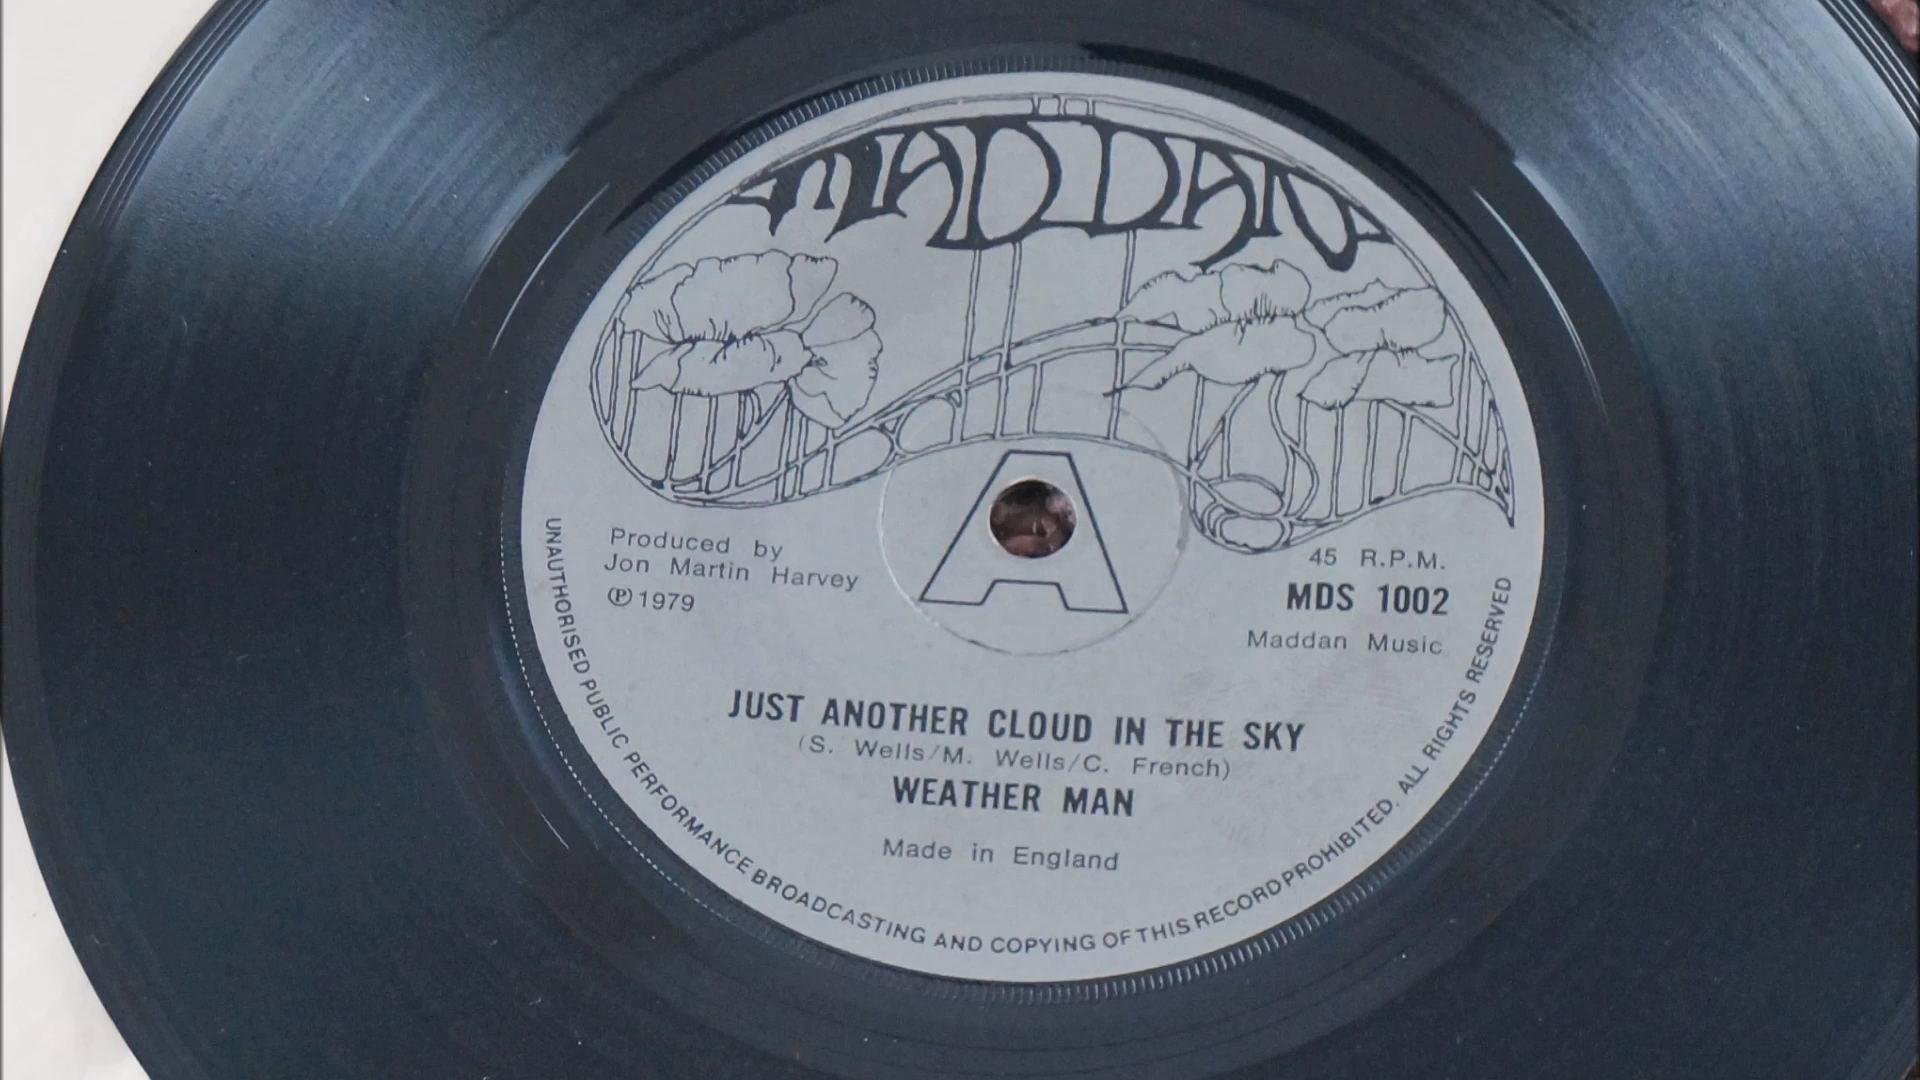 MADDAN
A
Produced by
Jon Martin Harvey
℗ 1979
45 R.P.M.
MDS 1002
Maddan Music
JUST ANOTHER CLOUD IN THE SKY
(S. Wells/M. Wells/C. French)
WEATHER MAN
Made in England
UNAUTHORISED PUBLIC PERFORMANCE BROADCASTING AND COPYING OF THIS RECORD PROHIBITED. ALL RIGHTS RESERVED